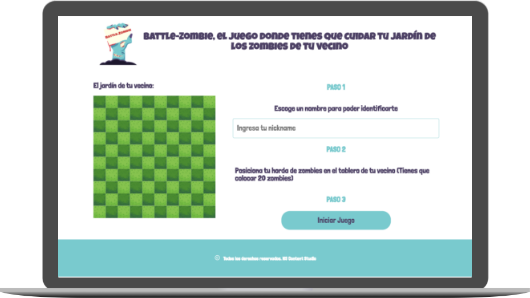 BATTLE-ZOMBIE
BATTLE-ZOMBIE, EL JUEGO DONDE TIENES QUE CUIDAR TU JARDÍN DE
LOS ZOMBIES DE TU VECINO
El jardín de tu vecino:
PASO 1
Escoge un nombre para poder identificarte
Ingresa tu nickname
PASO 2
Posiciona tu horda de zombies en el tablero de tu vecino (Tienes que
colocar 20 zombies)
PASO 3
Iniciar Juego
© Todos los derechos reservados.